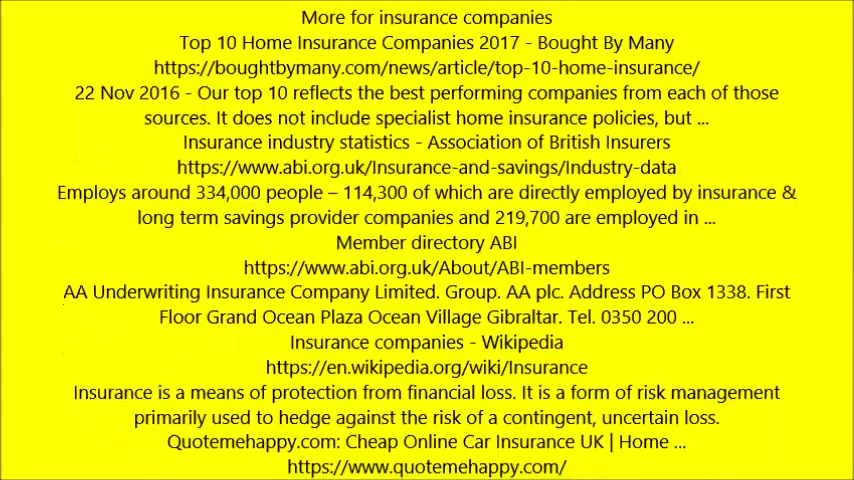 More for insurance companies
Top 10 Home Insurance Companies 2017 - Bought By Many
https://boughtbymany.com/news/article/top-10-home-insurance/
22 Nov 2016 - Our top 10 reflects the best performing companies from each of those
sources. It does not include specialist home insurance policies, but ...
Insurance industry statistics - Association of British Insurers
https://www.abi.org.uk/Insurance-and-savings/Industry-data
Employs around 334,000 people – 114,300 of which are directly employed by insurance &
long term savings provider companies and 219,700 are employed in ...
Member directory ABI
https://www.abi.org.uk/About/ABI-members
AA Underwriting Insurance Company Limited. Group. AA plc. Address PO Box 1338. First
Floor Grand Ocean Plaza Ocean Village Gibraltar. Tel. 0350 200 ...
Insurance companies - Wikipedia
https://en.wikipedia.org/wiki/Insurance
Insurance is a means of protection from financial loss. It is a form of risk management
primarily used to hedge against the risk of a contingent, uncertain loss.
Quotemehappy.com: Cheap Online Car Insurance UK | Home ...
https://www.quotemehappy.com/